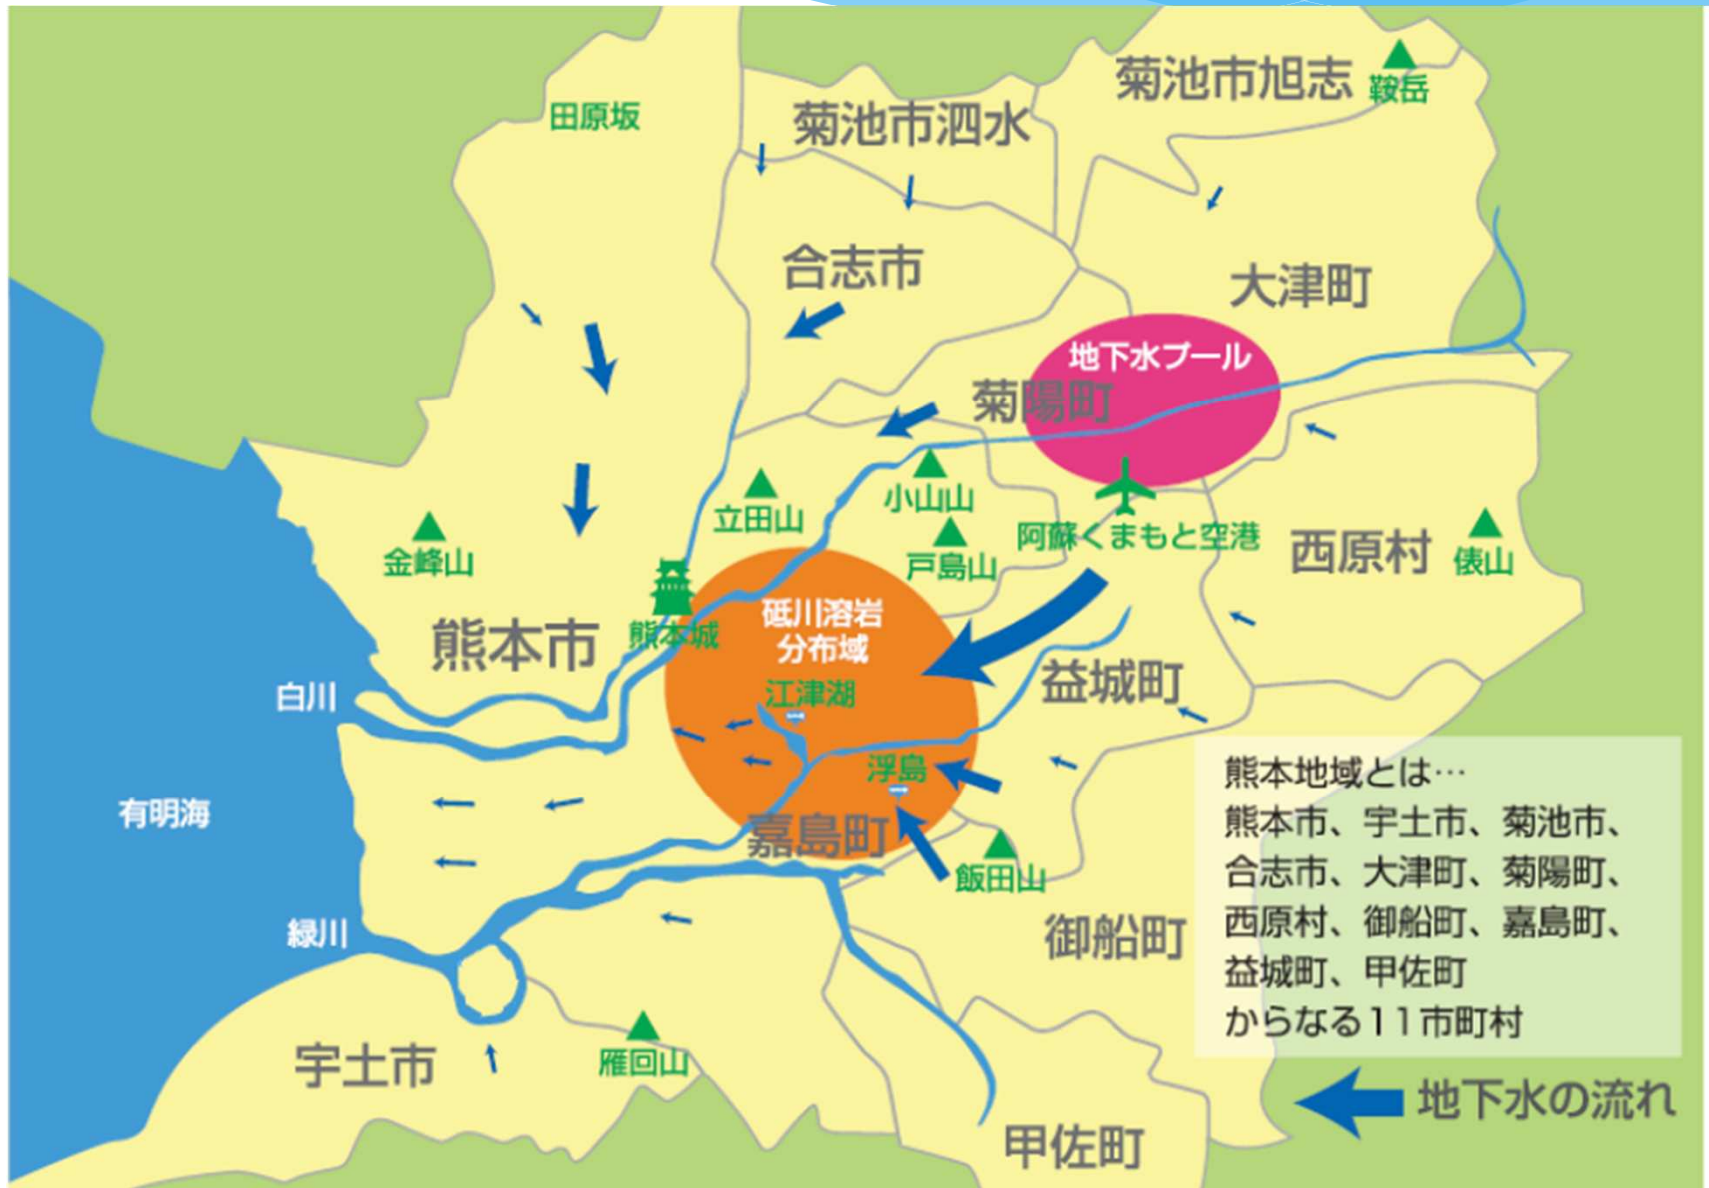 菊池市旭志
鞍岳
田原坂
菊池市泗水
合志市
大津町
地下水プール
菊陽町
立田山
小山山
戸島山
阿蘇くまもと空港
西原村
俵山
金峰山
熊本市
熊本城
砥川溶岩
分布域
江津湖
益城町
白川
浮島
有明海
嘉島町
飯田山
緑川
御船町
宇土市
雁回山
甲佐町
熊本地域とは…
熊本市、宇土市、菊池市、
合志市、大津町、菊陽町、
西原村、御船町、嘉島町、
益城町、甲佐町
からなる11市町村
地下水の流れ